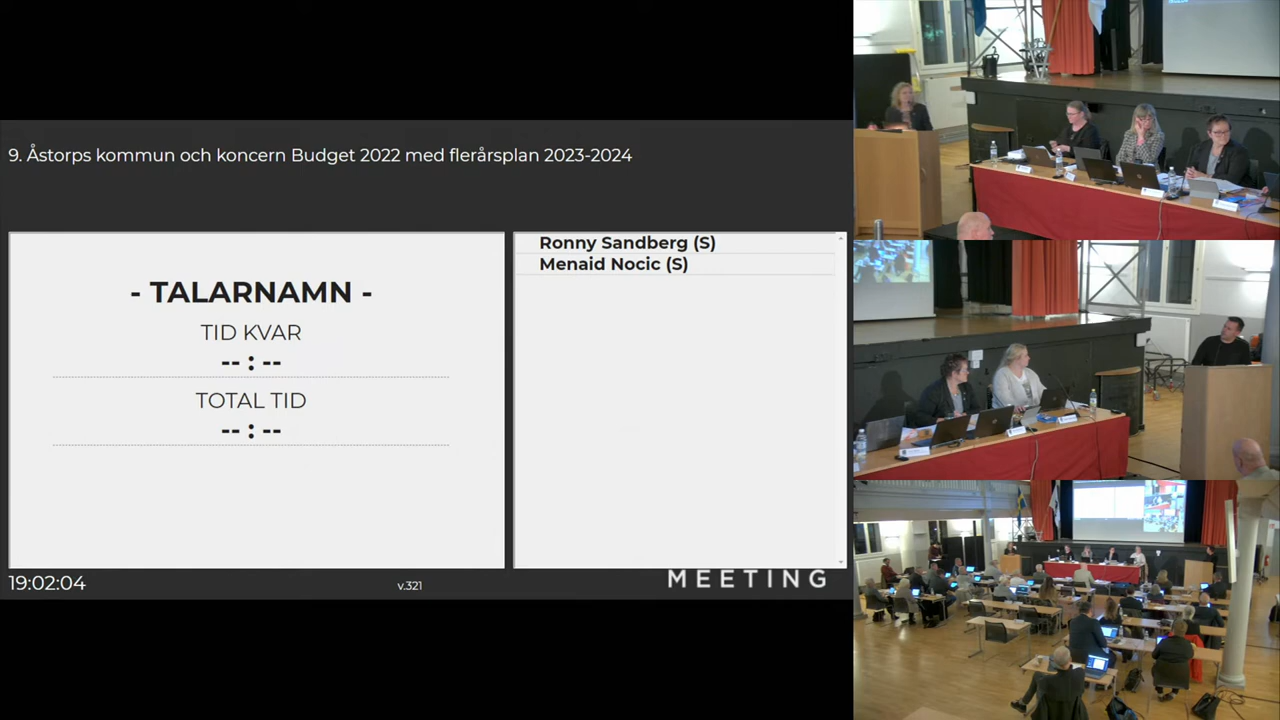 9. Åstorps kommun och koncern Budget 2022 med flerårsplan 2023-2024
- TALARNAMN -
TID KVAR
-- : --
TOTAL TID
-- : --
Ronny Sandberg (S)
Menaid Nocic (S)
19:02:04
v.321
MEETING